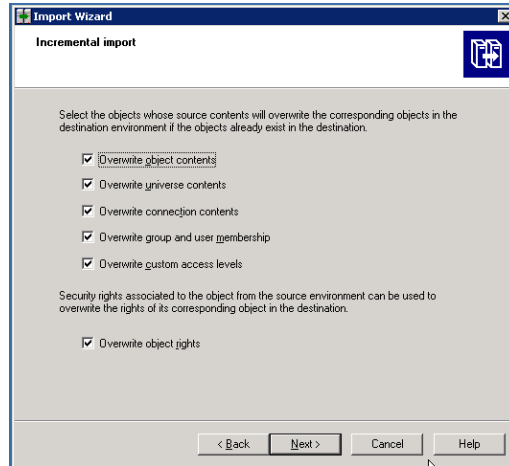 Import Wizard
Incremental import
Select the objects whose source contents will overwrite the corresponding objects in the
destination environment if the objects already exist in the destination.
Overwrite object contents
Overwrite universe contents
Overwrite connection contents
Overwrite group and user membership
Overwrite custom access levels
Security rights associated to the object from the source environment can be used to
overwrite the rights of its corresponding object in the destination.
Overwrite object rights
< Back Next > Cancel Help